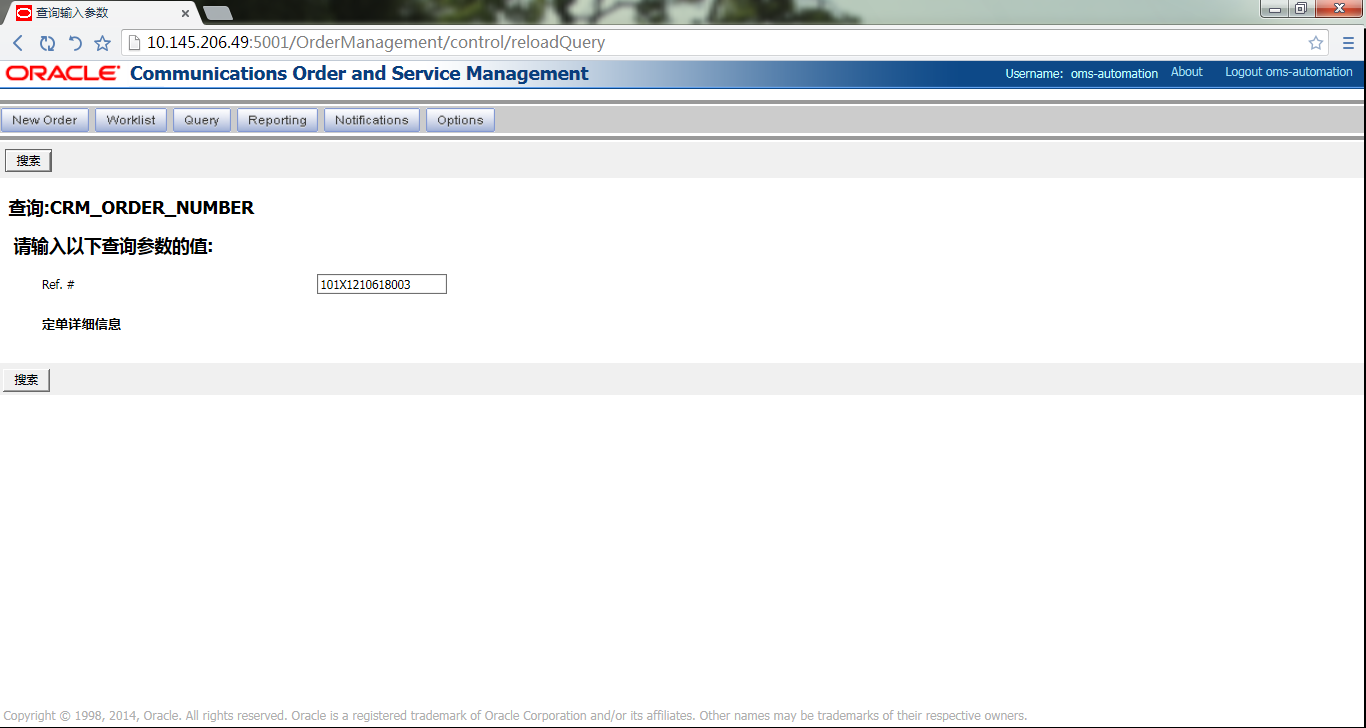 查询输入参数
10.145.206.49:5001/OrderManagement/control/reloadQuery
ORACLE Communications Order and Service Management Username: oms-automation About Logout oms-automation
New Order Worklist Query Reporting Notifications Options
搜索
查询:CRM_ORDER_NUMBER
请输入以下查询参数的值:
Ref. # 101X1210618003
定单详细信息
搜索
Copyright © 1998, 2014, Oracle. All rights reserved. Oracle is a registered trademark of Oracle Corporation and/or its affiliates. Other names may be trademarks of their respective owners.